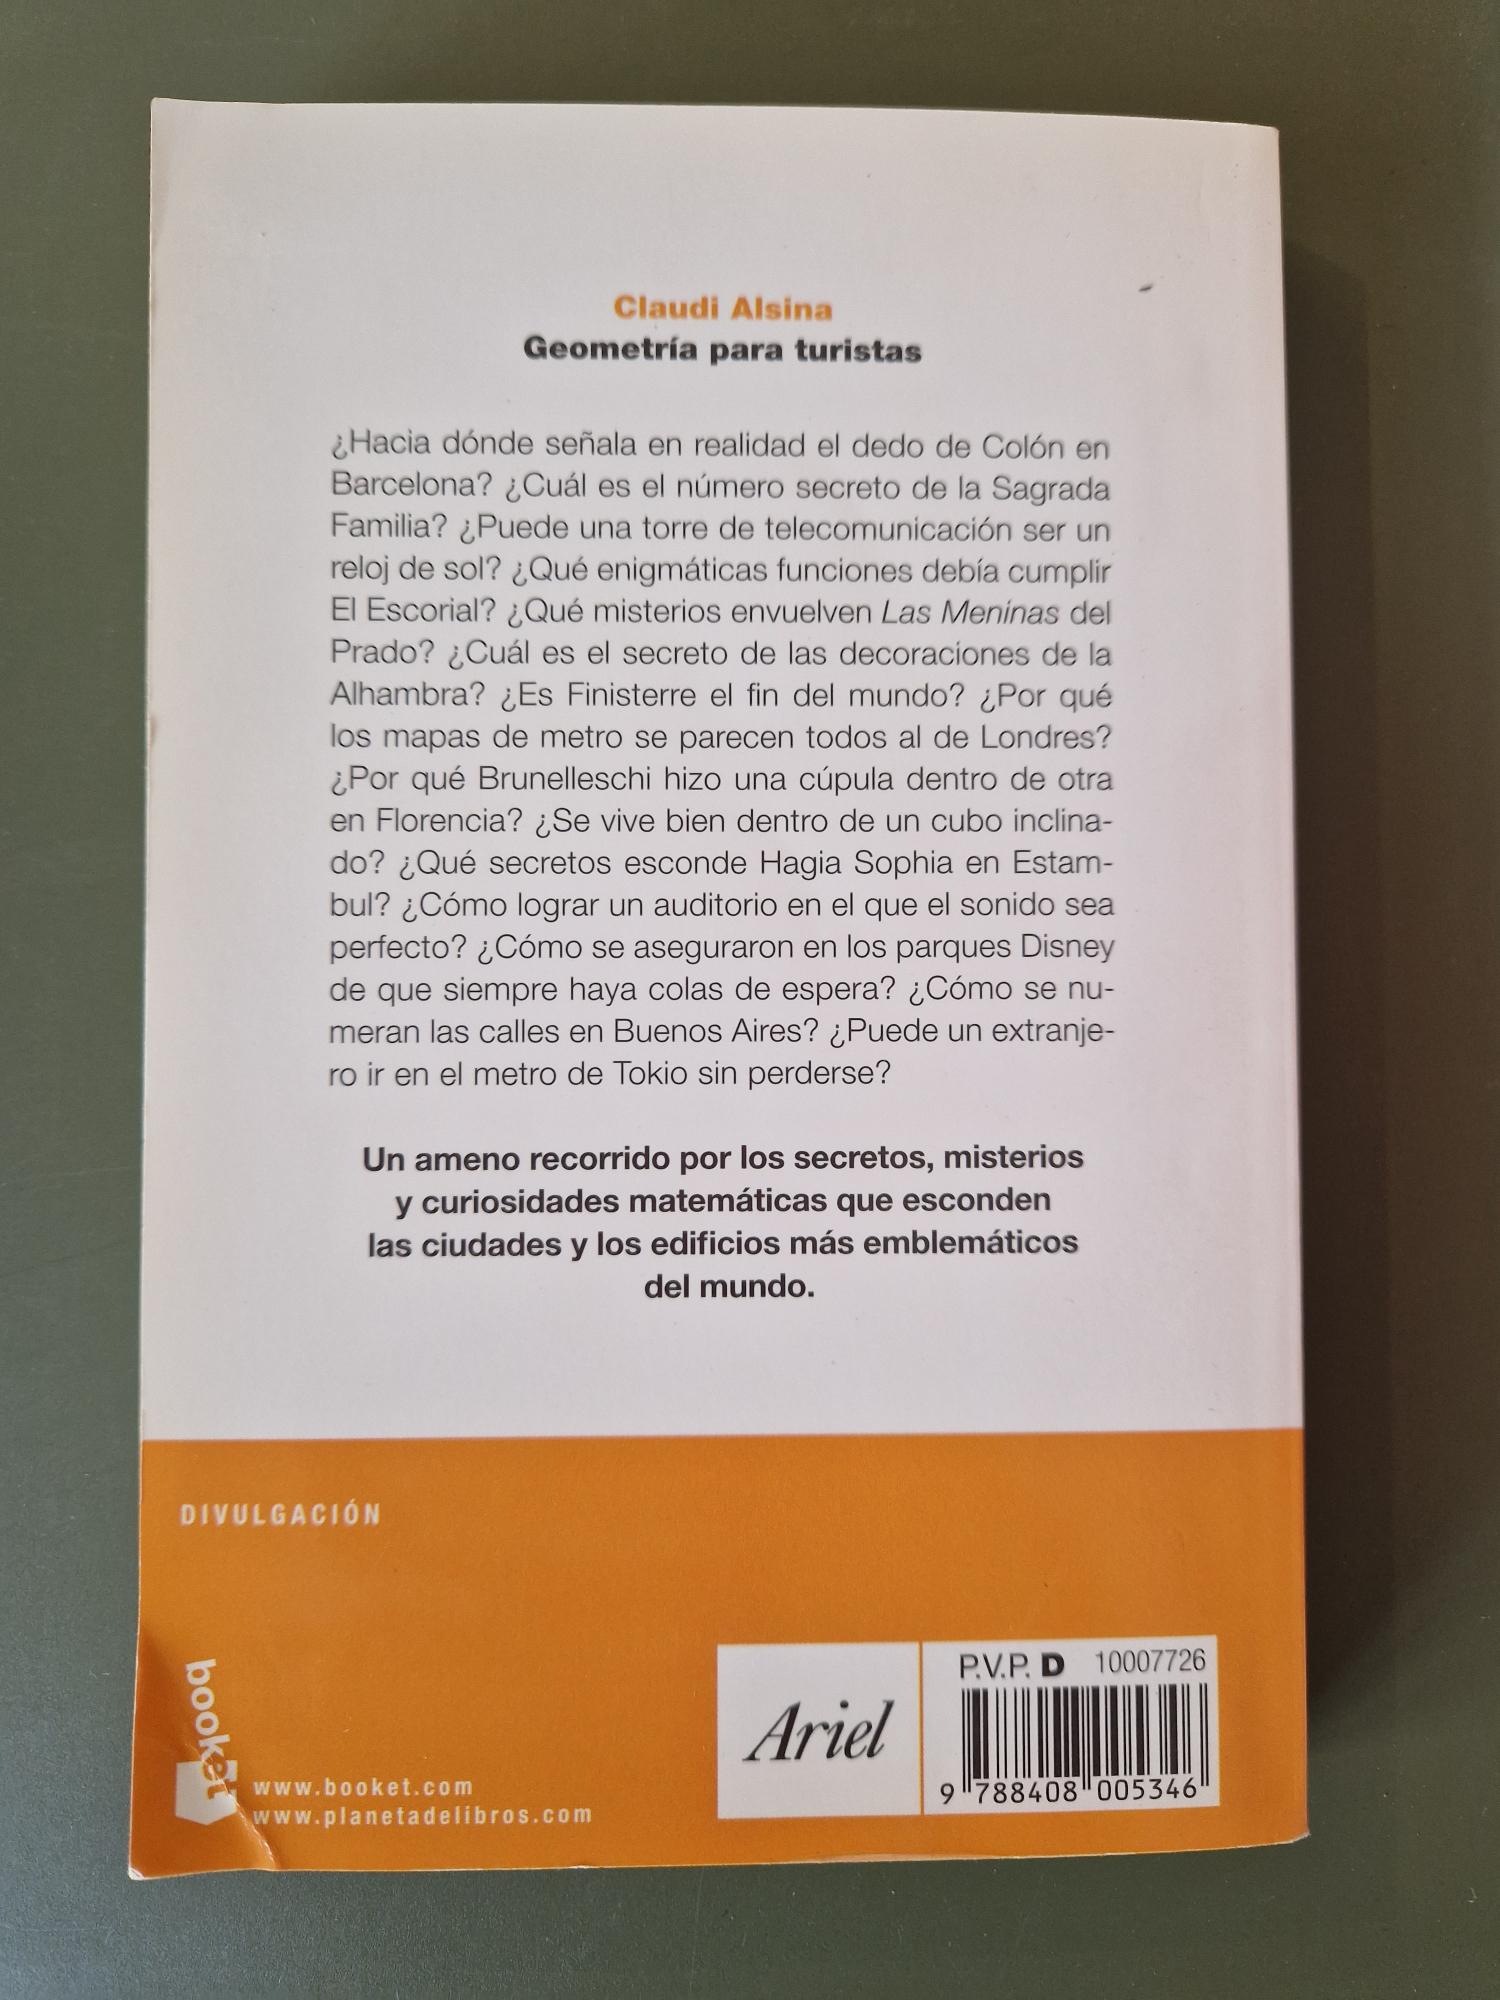 Claudi Alsina
Geometría para turistas
¿Hacia dónde señala en realidad el dedo de Colón en
Barcelona? ¿Cuál es el número secreto de la Sagrada
Familia? ¿Puede una torre de telecomunicación ser un
reloj de sol? ¿Qué enigmáticas funciones debía cumplir
El Escorial? ¿Qué misterios envuelven Las Meninas del
Prado? ¿Cuál es el secreto de las decoraciones de la
Alhambra? ¿Es Finisterre el fin del mundo? ¿Por qué
los mapas de metro se parecen todos al de Londres?
¿Por qué Brunelleschi hizo una cúpula dentro de otra
en Florencia? ¿Se vive bien dentro de un cubo inclina-
do? ¿Qué secretos esconde Hagia Sophia en Estam-
bul? ¿Cómo lograr un auditorio en el que el sonido sea
perfecto? ¿Cómo se aseguraron en los parques Disney
de que siempre haya colas de espera? ¿Cómo se nu-
meran las calles en Buenos Aires? ¿Puede un extranje-
ro ir en el metro de Tokio sin perderse?
Un ameno recorrido por los secretos, misterios
y curiosidades matemáticas que esconden
las ciudades y los edificios más emblemáticos
del mundo.
DIVULGACIÓN
booket
www.booket.com
www.planetadelibros.com
Ariel
P.V.P. D 10007726
9 788408 005346